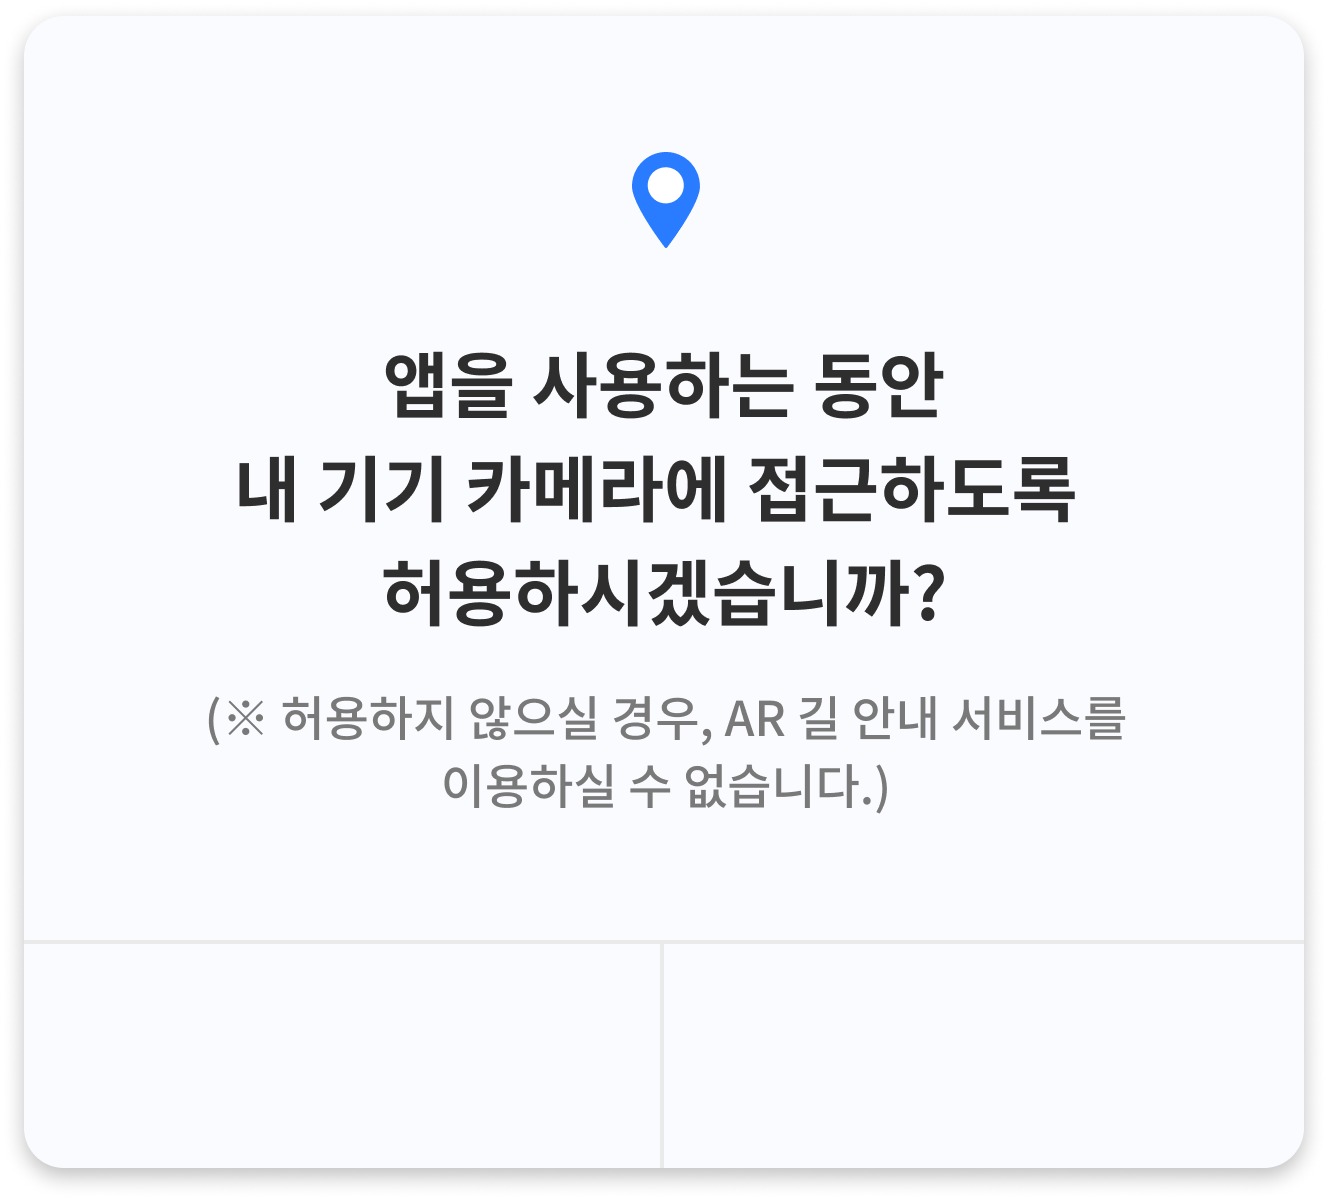 앱을 사용하는 동안
내 기기 카메라에 접근하도록
허용하시겠습니까?
(※ 허용하지 않으실 경우, AR 길 안내 서비스를
이용하실 수 없습니다.)